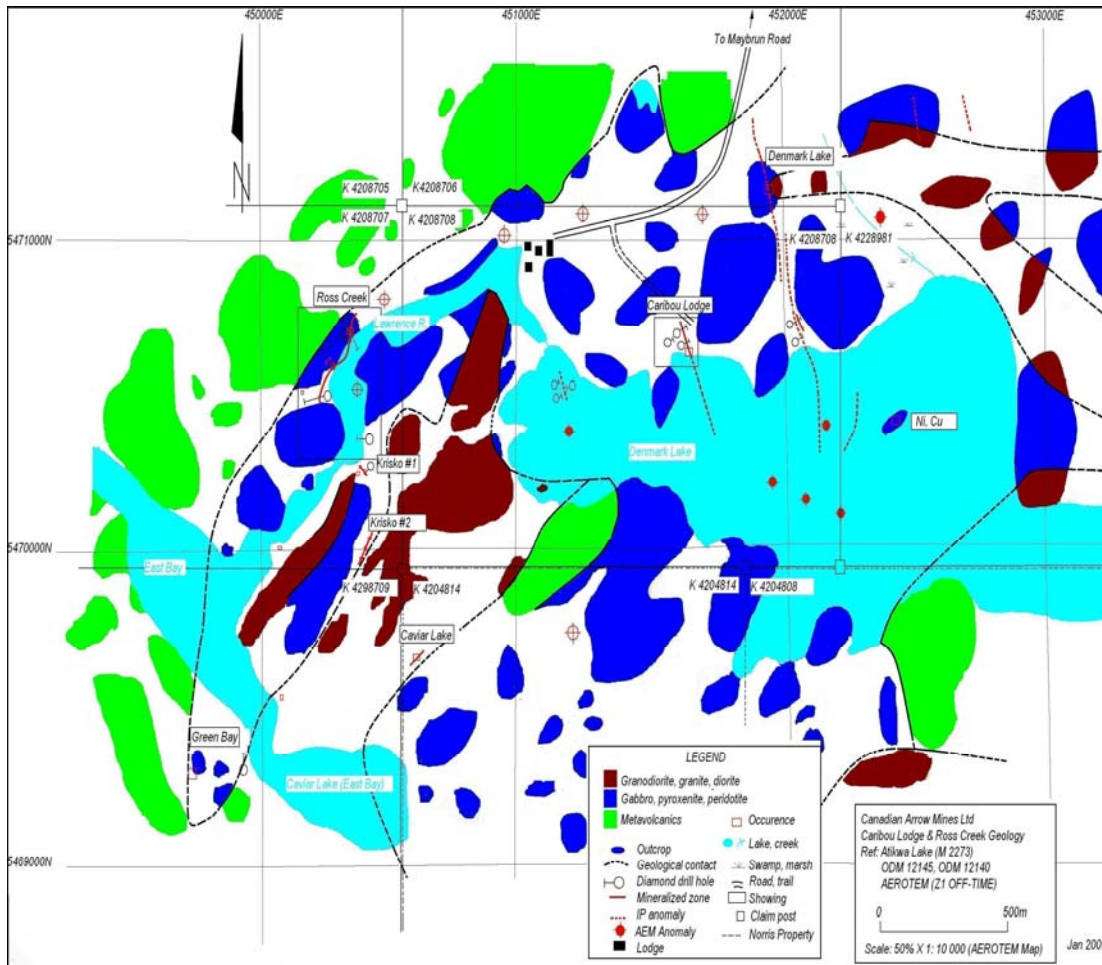 450000E 451000E 452000E 453000E
To Maybrun Road
N
Denmark Lake
K 4208705 K4208706
K 4208707 K 4208708
5471000N
K 4208708 K 4228981
Ross Creek
Lawrence R.
Caribou Lodge
Ni, Cu
Denmark Lake
Krisko #1
Krisko #2
5470000N
East Bay
K 4298709 K 4204814
K 4204814 K 4204808
Caviar Lake
Green Bay
Caviar Lake (East Bay)
5469000N
LEGEND
Granodiorite, granite, diorite
Gabbro, pyroxenite, peridotite
Metavolcanics
Occurence
Outcrop
Lake, creek
Geological contact
Swamp, marsh
Diamond drill hole
Road, trail
Mineralized zone
Showing
IP anomaly
Claim post
AEM Anomaly
Norris Property
Lodge
Canadian Arrow Mines Ltd
Caribou Lodge & Ross Creek Geology
Ref: Atikwa Lake (M 2273)
ODM 12145, ODM 12140
AEROTEM (Z1 OFF-TIME)
0 500m
Scale: 50% X 1: 10 000 (AEROTEM Map)
Jan 200